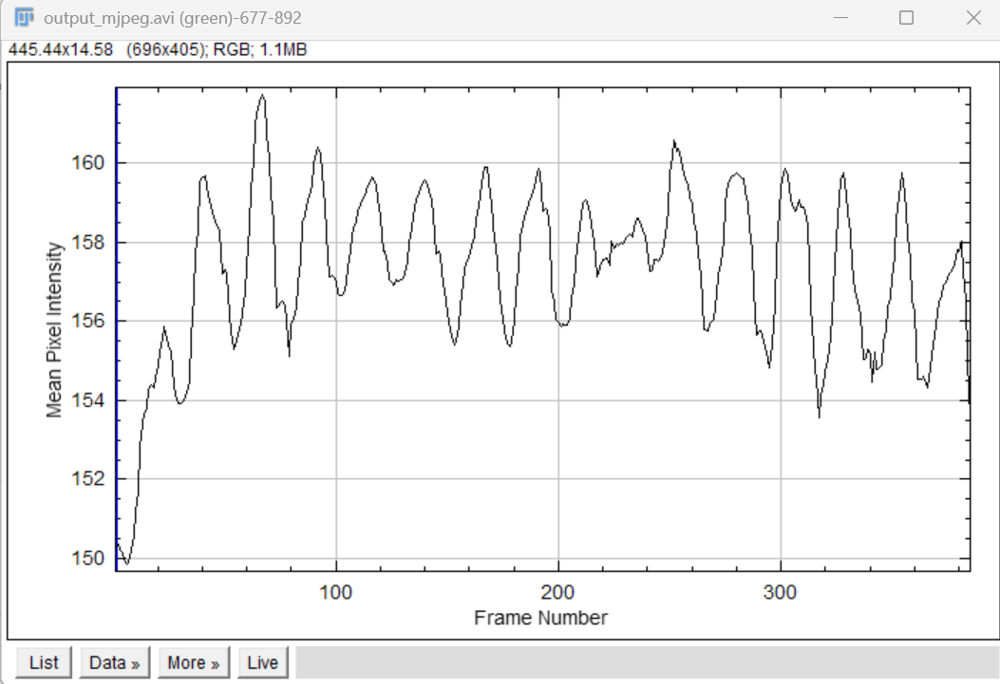 output_mjpeg.avi (green)-677-892
445.44x14.58 (696x405); RGB; 1.1MB
160
158
156
154
152
150
Mean Pixel Intensity
100 200 300
Frame Number
List Data » More » Live